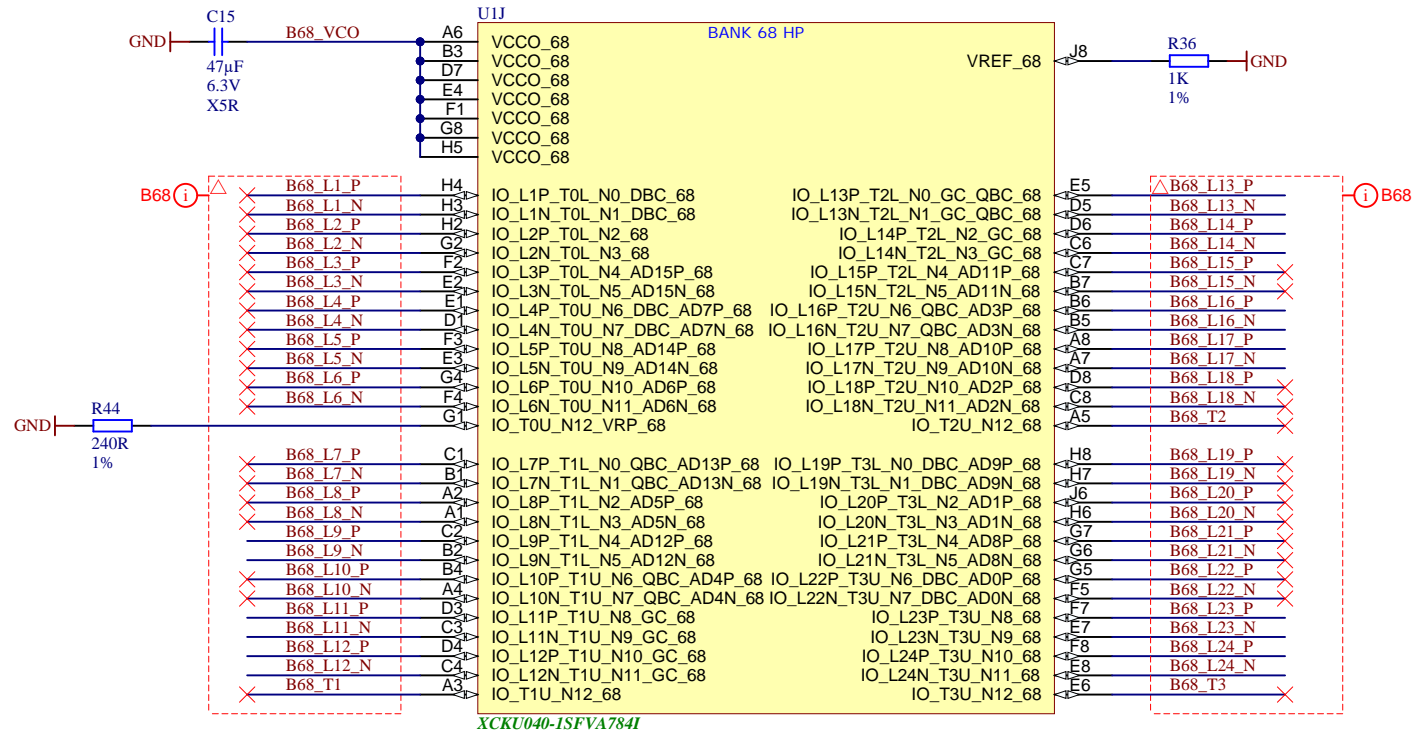 C15
U1J
GND
B68_VCO
A6
VCCO_68
BANK 68 HP
B3
VCCO_68
VREF_68
J8
R36
GND
47µF
6.3V
X5R
1K
1%
D7
VCCO_68
E4
VCCO_68
F1
VCCO_68
G8
VCCO_68
H5
VCCO_68
B68 i
i B68
B68_L1_P H4 IO_L1P_T0L_N0_DBC_68 IO_L13P_T2L_N0_GC_QBC_68 E5 B68_L13_P
B68_L1_N H3 IO_L1N_T0L_N1_DBC_68 IO_L13N_T2L_N1_GC_QBC_68 D5 B68_L13_N
B68_L2_P H2 IO_L2P_T0L_N2_68 IO_L14P_T2L_N2_GC_68 D6 B68_L14_P
B68_L2_N G2 IO_L2N_T0L_N3_68 IO_L14N_T2L_N3_GC_68 C6 B68_L14_N
B68_L3_P F2 IO_L3P_T0L_N4_AD15P_68 IO_L15P_T2L_N4_AD11P_68 C7 B68_L15_P
B68_L3_N E2 IO_L3N_T0L_N5_AD15N_68 IO_L15N_T2L_N5_AD11N_68 B7 B68_L15_N
B68_L4_P E1 IO_L4P_T0U_N6_DBC_AD7P_68 IO_L16P_T2U_N6_QBC_AD3P_68 B6 B68_L16_P
B68_L4_N D1 IO_L4N_T0U_N7_DBC_AD7N_68 IO_L16N_T2U_N7_QBC_AD3N_68 B5 B68_L16_N
B68_L5_P F3 IO_L5P_T0U_N8_AD14P_68 IO_L17P_T2U_N8_AD10P_68 A8 B68_L17_P
B68_L5_N E3 IO_L5N_T0U_N9_AD14N_68 IO_L17N_T2U_N9_AD10N_68 A7 B68_L17_N
B68_L6_P G4 IO_L6P_T0U_N10_AD6P_68 IO_L18P_T2U_N10_AD2P_68 D8 B68_L18_P
B68_L6_N F4 IO_L6N_T0U_N11_AD6N_68 IO_L18N_T2U_N11_AD2N_68 C8 B68_L18_N
R44
GND
240R
1%
G1 IO_T0U_N12_VRP_68 IO_T2U_N12_68 A5 B68_T2
B68_L7_P C1 IO_L7P_T1L_N0_QBC_AD13P_68 IO_L19P_T3L_N0_DBC_AD9P_68 H8 B68_L19_P
B68_L7_N B1 IO_L7N_T1L_N1_QBC_AD13N_68 IO_L19N_T3L_N1_DBC_AD9N_68 H7 B68_L19_N
B68_L8_P A2 IO_L8P_T1L_N2_AD5P_68 IO_L20P_T3L_N2_AD1P_68 J6 B68_L20_P
B68_L8_N A1 IO_L8N_T1L_N3_AD5N_68 IO_L20N_T3L_N3_AD1N_68 H6 B68_L20_N
B68_L9_P C2 IO_L9P_T1L_N4_AD12P_68 IO_L21P_T3L_N4_AD8P_68 G7 B68_L21_P
B68_L9_N B2 IO_L9N_T1L_N5_AD12N_68 IO_L21N_T3L_N5_AD8N_68 G6 B68_L21_N
B68_L10_P B4 IO_L10P_T1U_N6_QBC_AD4P_68 IO_L22P_T3U_N6_DBC_AD0P_68 G5 B68_L22_P
B68_L10_N A4 IO_L10N_T1U_N7_QBC_AD4N_68 IO_L22N_T3U_N7_DBC_AD0N_68 F5 B68_L22_N
B68_L11_P D3 IO_L11P_T1U_N8_GC_68 IO_L23P_T3U_N8_68 F7 B68_L23_P
B68_L11_N C3 IO_L11N_T1U_N9_GC_68 IO_L23N_T3U_N9_68 E7 B68_L23_N
B68_L12_P D4 IO_L12P_T1U_N10_GC_68 IO_L24P_T3U_N10_68 F8 B68_L24_P
B68_L12_N C4 IO_L12N_T1U_N11_GC_68 IO_L24N_T3U_N11_68 E8 B68_L24_N
B68_T1 A3 IO_T1U_N12_68 IO_T3U_N12_68 E6 B68_T3
XCKU040-1SFVA784I